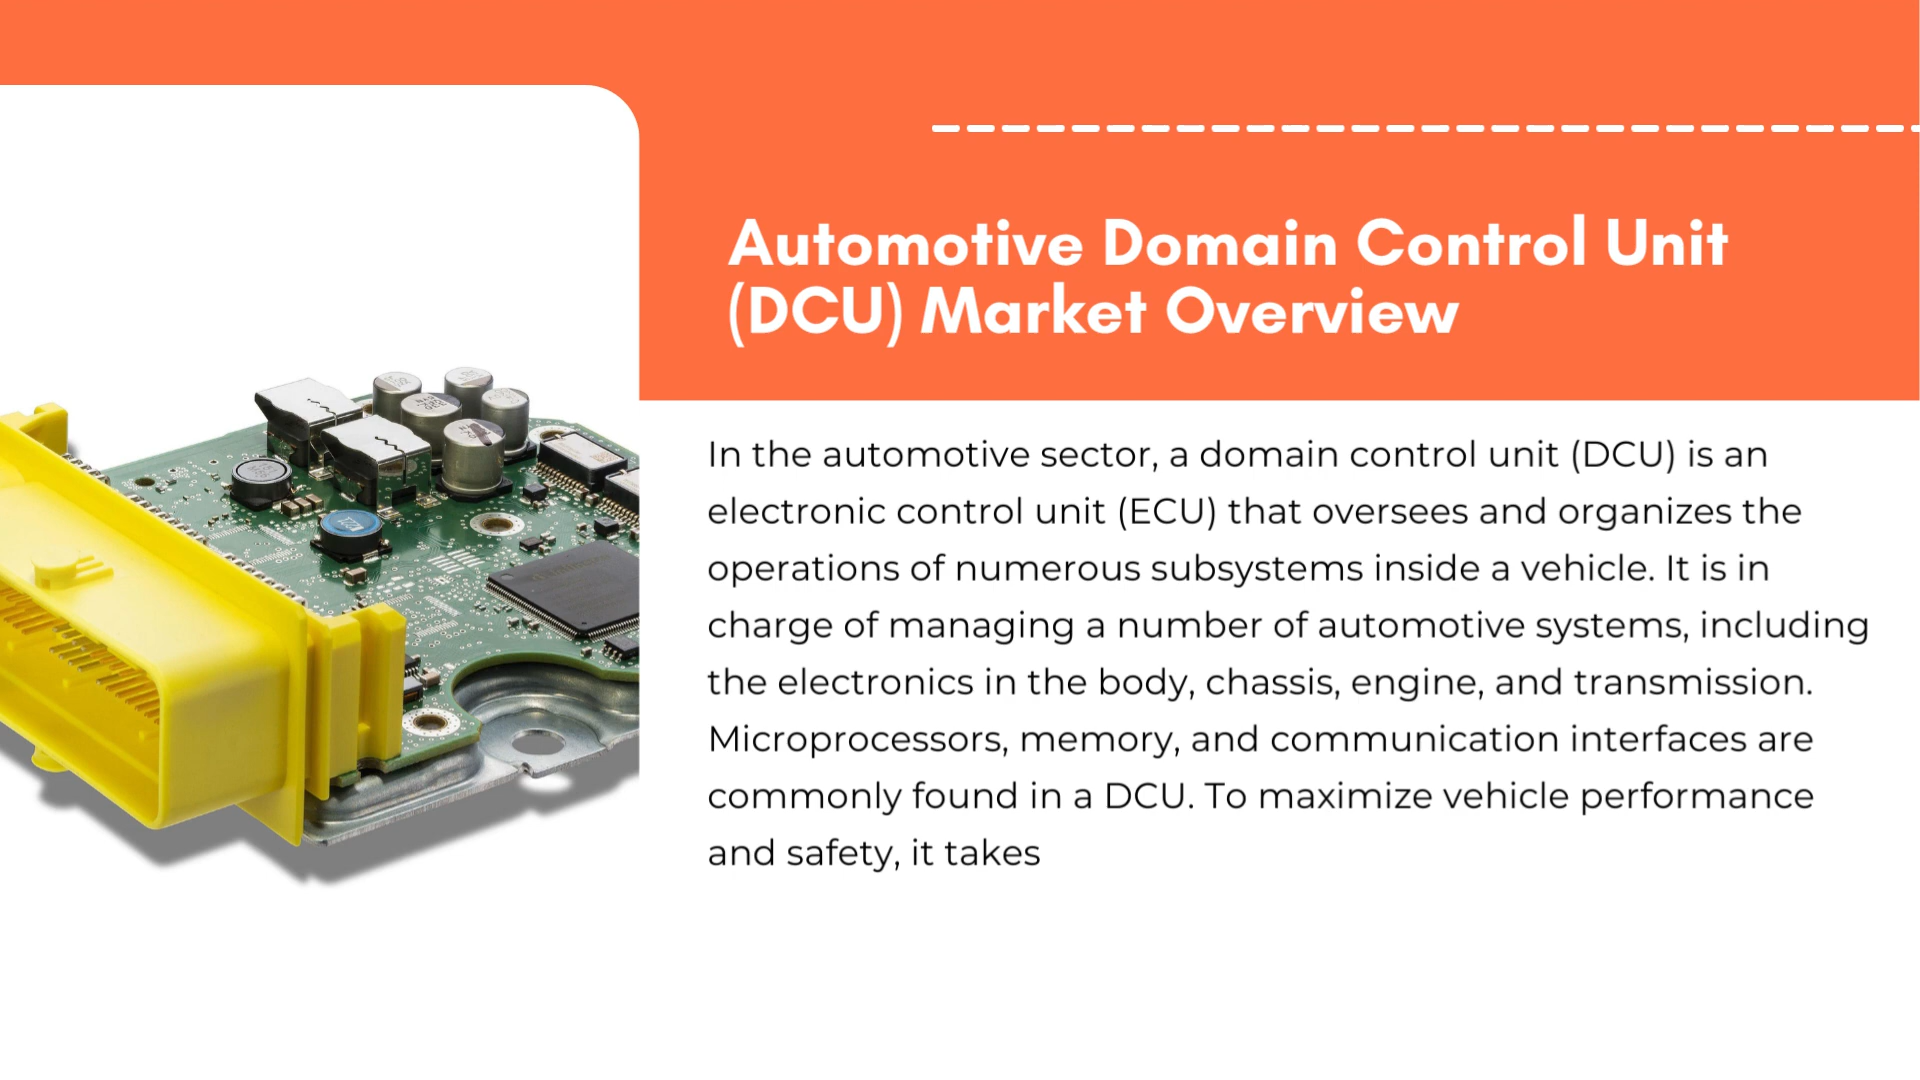 Automotive Domain Control Unit
(DCU) Market Overview
In the automotive sector, a domain control unit (DCU) is an
electronic control unit (ECU) that oversees and organizes the
operations of numerous subsystems inside a vehicle. It is in
charge of managing a number of automotive systems, including
the electronics in the body, chassis, engine, and transmission.
Microprocessors, memory, and communication interfaces are
commonly found in a DCU. To maximize vehicle performance
and safety, it takes